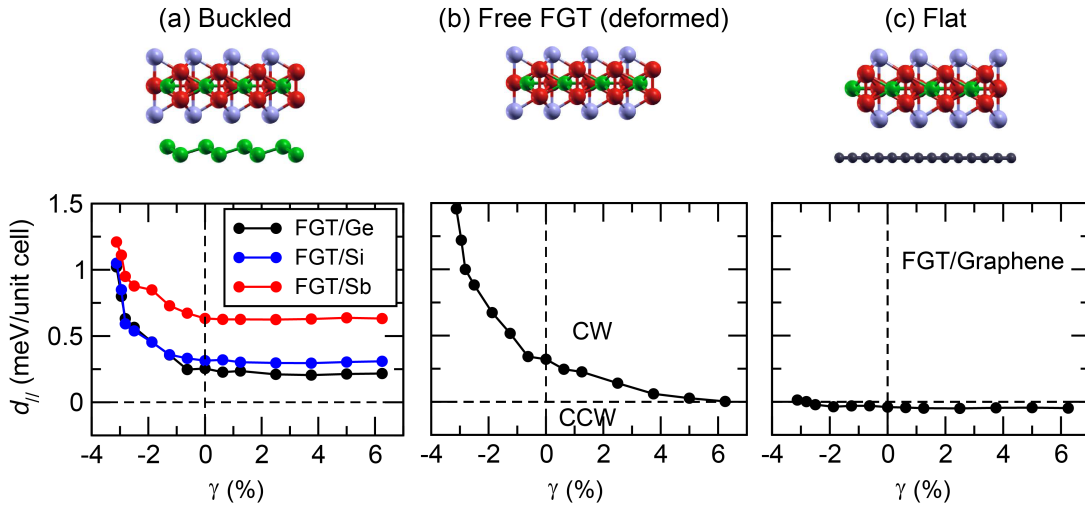 (a) Buckled
(b) Free FGT (deformed)
(c) Flat
d// (meV/unit cell)
1.5
1
0.5
0
FGT/Ge
FGT/Si
FGT/Sb
-4 -2 0 2 4 6
γ (%)
CW
CCW
-4 -2 0 2 4 6
γ (%)
FGT/Graphene
-4 -2 0 2 4 6
γ (%)